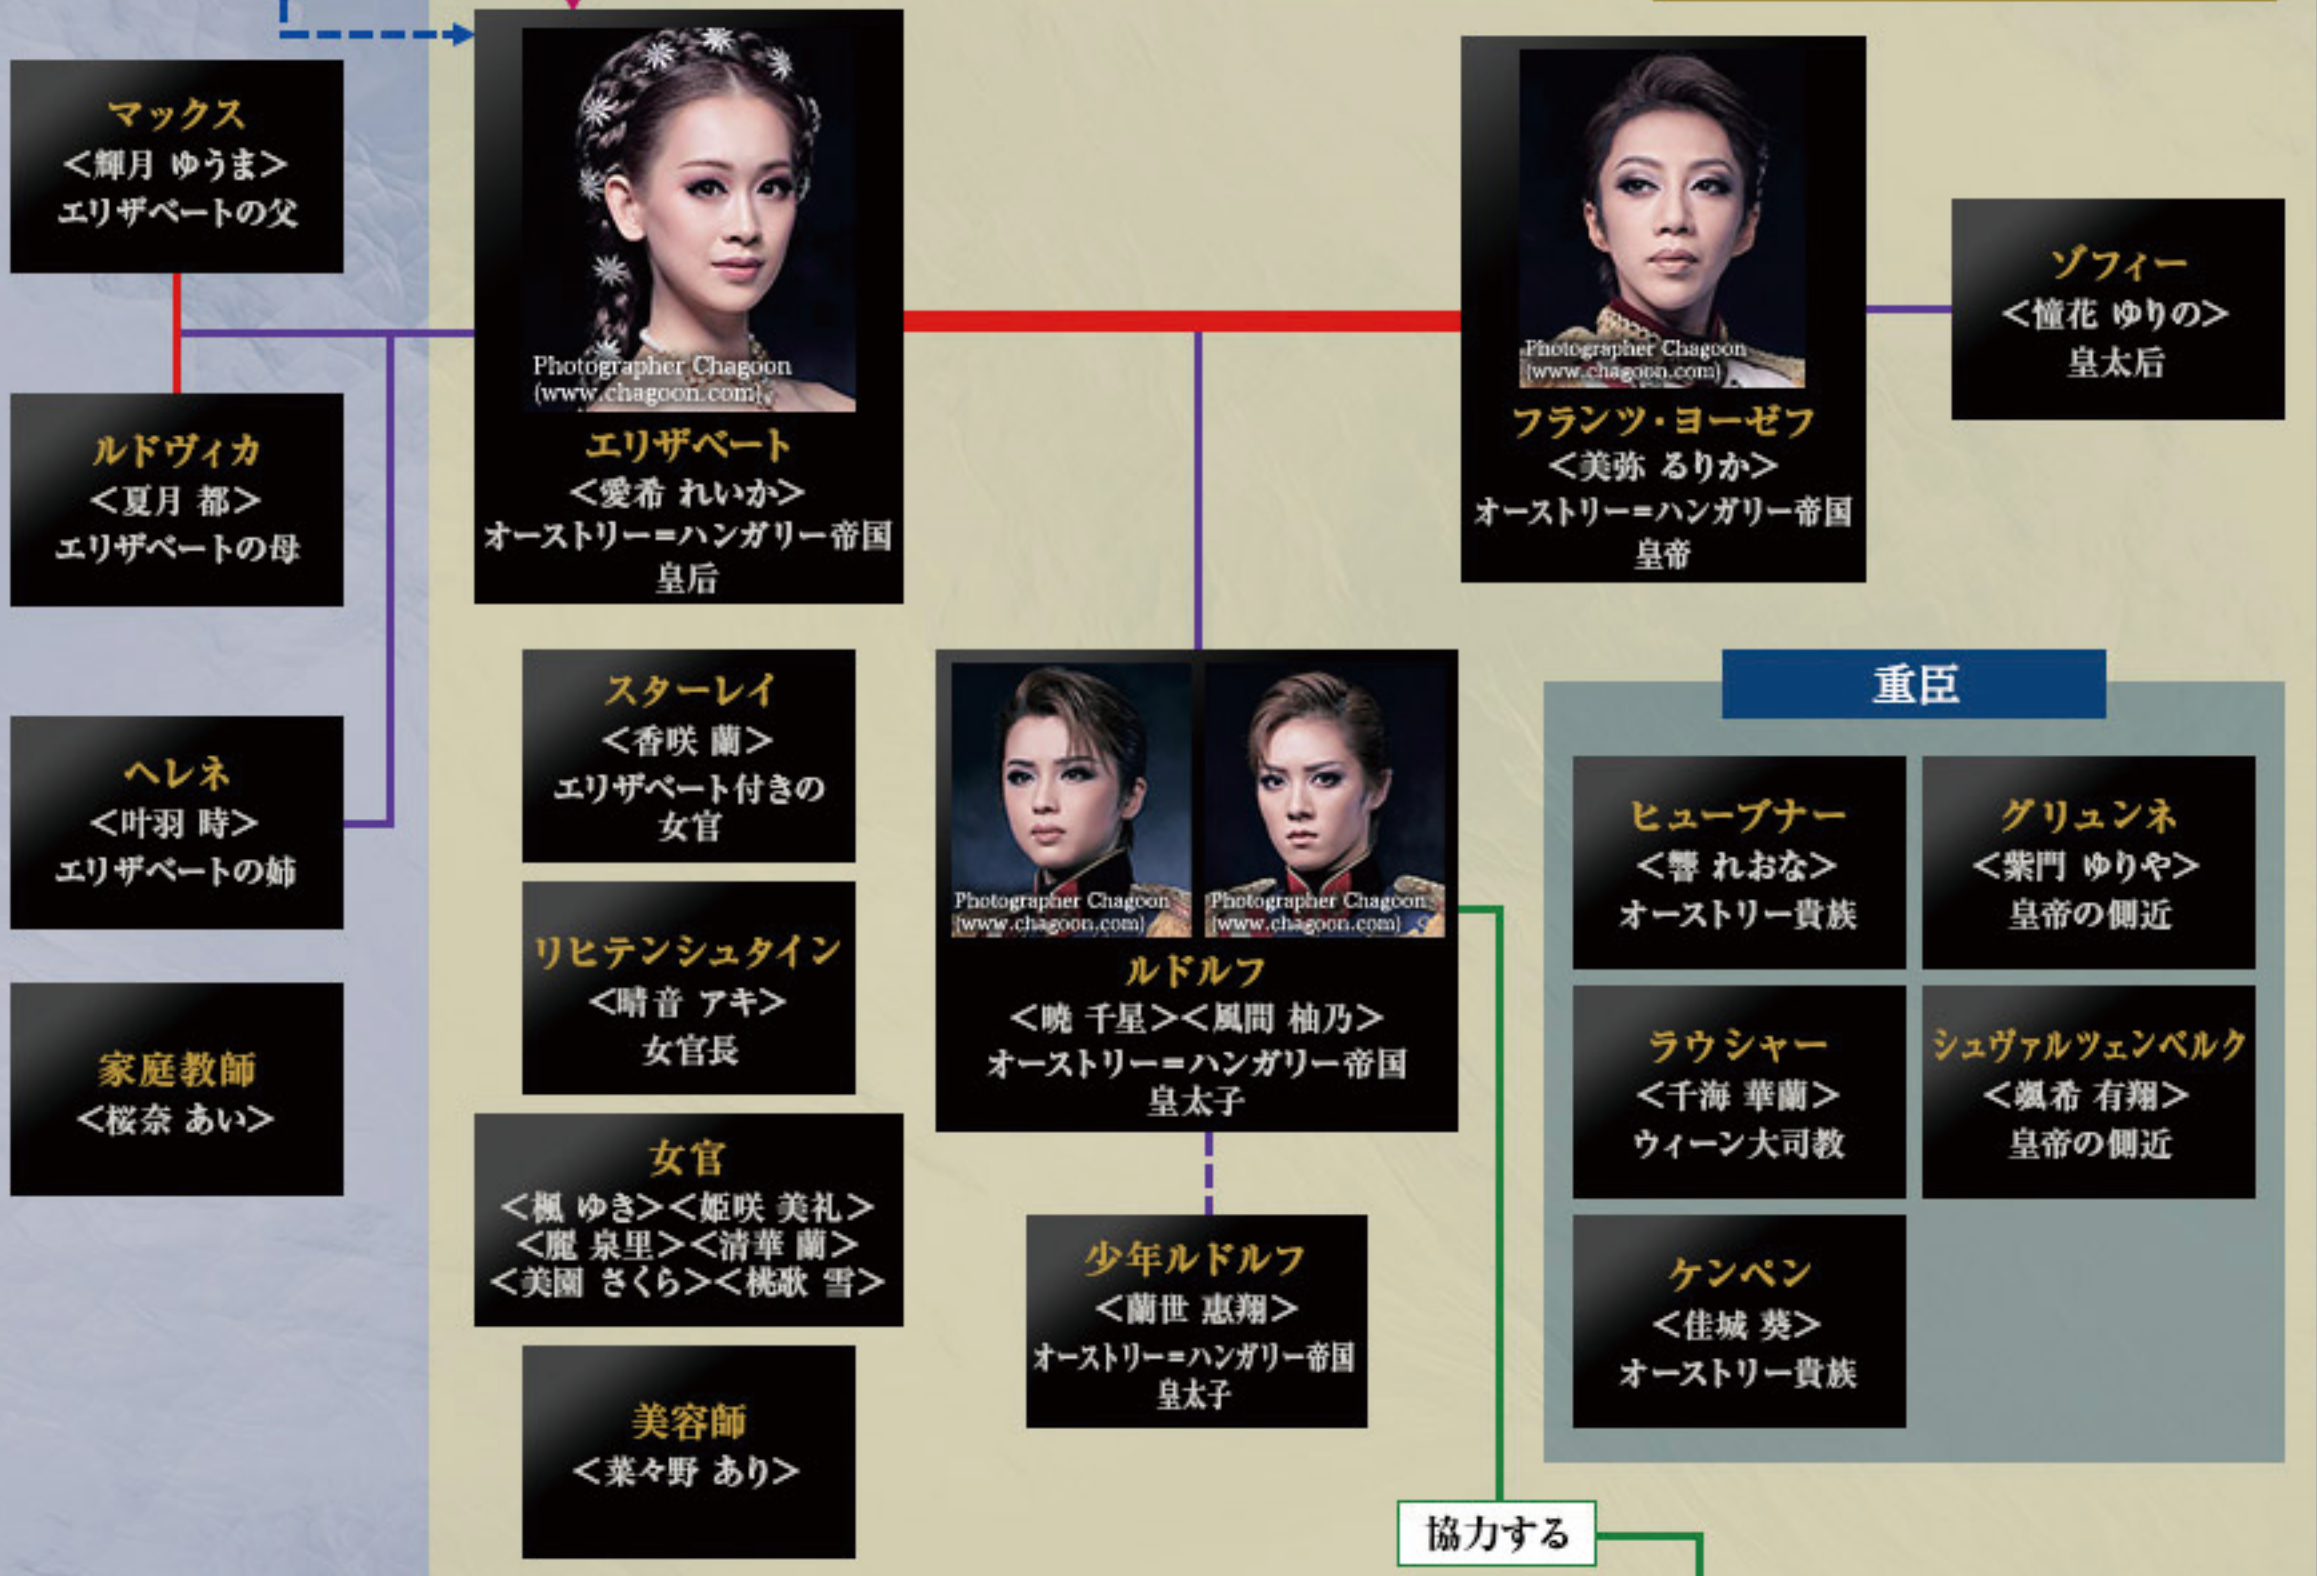 マックス
＜輝月 ゆうま＞
エリザベートの父
ルドヴィカ
＜夏月 都＞
エリザベートの母
ヘレネ
＜叶羽 時＞
エリザベートの姉
家庭教師
＜桜奈 あい＞
Photographer Chagoon
(www.chagoon.com)
エリザベート
＜愛希 れいか＞
オーストリー＝ハンガリー帝国
皇后
Photographer Chagoon
(www.chagoon.com)
フランツ・ヨーゼフ
＜美弥 るりか＞
オーストリー＝ハンガリー帝国
皇帝
ゾフィー
＜憧花 ゆりの＞
皇太后
スターレイ
＜香咲 蘭＞
エリザベート付きの
女官
リヒテンシュタイン
＜晴音 アキ＞
女官長
女官
＜楓 ゆき＞＜姫咲 美礼＞
＜麗 泉里＞＜清華 蘭＞
＜美園 さくら＞＜桃歌 雪＞
美容師
＜菜々野 あり＞
Photographer Chagoon
(www.chagoon.com)
Photographer Chagoon
(www.chagoon.com)
ルドルフ
＜暁 千星＞＜風間 柚乃＞
オーストリー＝ハンガリー帝国
皇太子
少年ルドルフ
＜蘭世 惠翔＞
オーストリー＝ハンガリー帝国
皇太子
重臣
ヒューブナー
＜響 れおな＞
オーストリー貴族
グリュンネ
＜紫門 ゆりや＞
皇帝の側近
ラウシャー
＜千海 華蘭＞
ウィーン大司教
シュヴァルツェンベルク
＜颯希 有翔＞
皇帝の側近
ケンペン
＜佳城 葵＞
オーストリー貴族
協力する